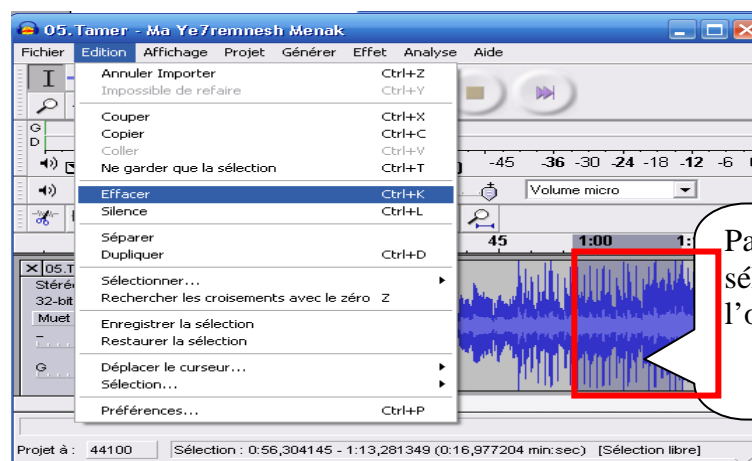 05.Tamer - Ma Ye7remnesh Menak
Fichier Edition Affichage Projet Générer Effet Analyse Aide
Annuler Importer Ctrl+Z
Impossible de refaire Ctrl+Y
Couper Ctrl+X
Copier Ctrl+C
Coller Ctrl+V
Ne garder que la sélection Ctrl+T
Effacer Ctrl+K
Silence Ctrl+L
Séparer
Dupliquer Ctrl+D
Sélectionner...
Rechercher les croisements avec le zéro Z
Enregistrer la sélection
Restaurer la sélection
Déplacer le curseur...
Sélection...
Préférences... Ctrl+P
G
D
-45 -36 -30 -24 -18 -12 -6
Volume micro
45 1:00 1:
X 05.T
Stéré
32-bit
Muet
G
Pa
sé
l'o
Projet à : 44100 Sélection : 0:56,304145 - 1:13,281349 (0:16,977204 min:sec) [Sélection libre]